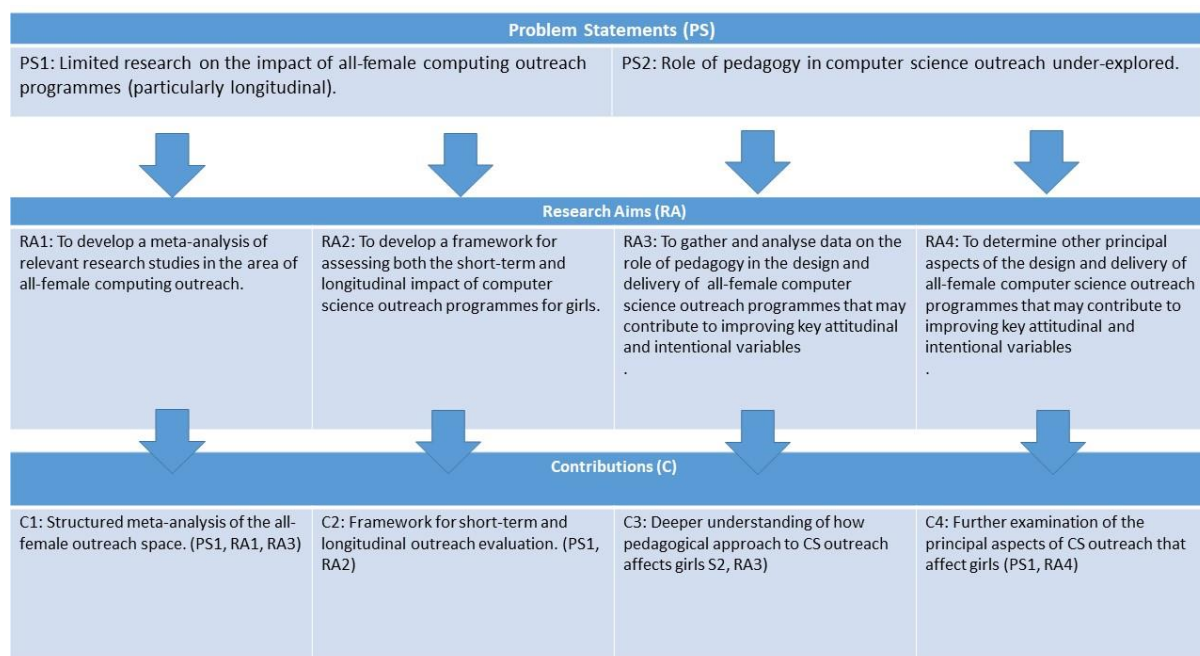 Problem Statements (PS)
PS1: Limited research on the impact of all-female computing outreach
programmes (particularly longitudinal).
PS2: Role of pedagogy in computer science outreach under-explored.
Research Aims (RA)
RA1: To develop a meta-analysis of
relevant research studies in the area of
all-female computing outreach.
RA2: To develop a framework for
assessing both the short-term and
longitudinal impact of computer
science outreach programmes for girls.
RA3: To gather and analyse data on the
role of pedagogy in the design and
delivery of all-female computer
science outreach programmes that may
contribute to improving key attitudinal
and intentional variables
.
RA4: To determine other principal
aspects of the design and delivery of
all-female computer science outreach
programmes that may contribute to
improving key attitudinal and
intentional variables
.
Contributions (C)
C1: Structured meta-analysis of the all-
female outreach space. (PS1, RA1, RA3)
C2: Framework for short-term and
longitudinal outreach evaluation. (PS1,
RA2)
C3: Deeper understanding of how
pedagogical approach to CS outreach
affects girls S2, RA3)
C4: Further examination of the
principal aspects of CS outreach that
affect girls (PS1, RA4)